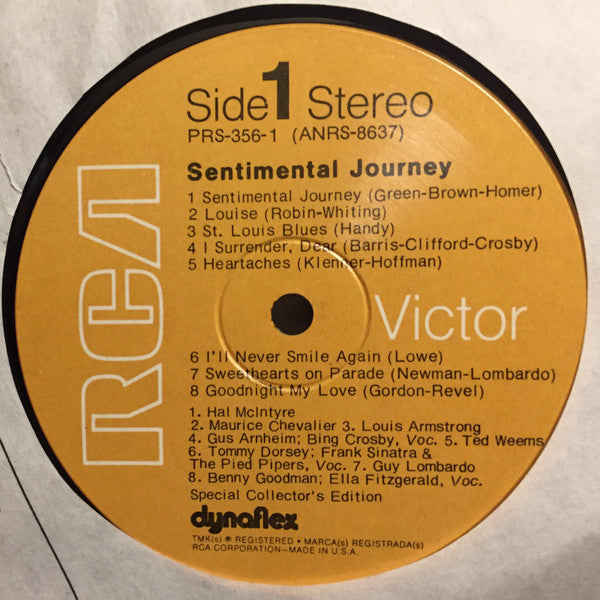 Side 1 Stereo
PRS-356-1 (ANRS-8637)
Sentimental Journey
1 Sentimental Journey (Green-Brown-Homer)
2 Louise (Robin-Whiting)
3 St. Louis Blues (Handy)
4 I Surrender, Dear (Barris-Clifford-Crosby)
5 Heartaches (Klenner-Hoffman)
RCA Victor
6 I'll Never Smile Again (Lowe)
7 Sweethearts on Parade (Newman-Lombardo)
8 Goodnight My Love (Gordon-Revel)
1. Hal McIntyre
2. Maurice Chevalier 3. Louis Armstrong
4. Gus Arnheim; Bing Crosby, Voc. 5. Ted Weems
6. Tommy Dorsey; Frank Sinatra &
The Pied Pipers, Voc. 7. Guy Lombardo
8. Benny Goodman; Ella Fitzgerald, Voc.
Special Collector's Edition
dynaflex
TMK(s) ® REGISTERED • MARCA(s) REGISTRADA(s)
RCA CORPORATION—MADE IN U.S.A.